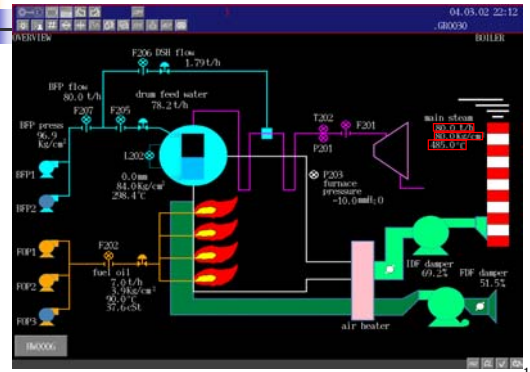 04.03.02 22:12
.GR0030
OVERVIEW
BOILER
F206 DSH flow
1.79t/h
BFP flow
80.0 t/h
drum feed water
78.2t/h
F207
F205
BFP press
96.9
Kg/cm²
T202
F201
P201
main steam
80.0 t/h
80.0Kg/cm²
485.0°C
L202
BFP1
0.0mm
84.0Kg/cm²
298.4°C
P203
furnace
pressure
-10.0mmH₂O
BFP2
FOP1
F202
fuel oil
7.0t/h
3.9Kg/cm²
90.0°C
37.6cSt
FOP2
FOP3
IDF damper
69.2%
FDF damper
51.5%
air heater
HW0006